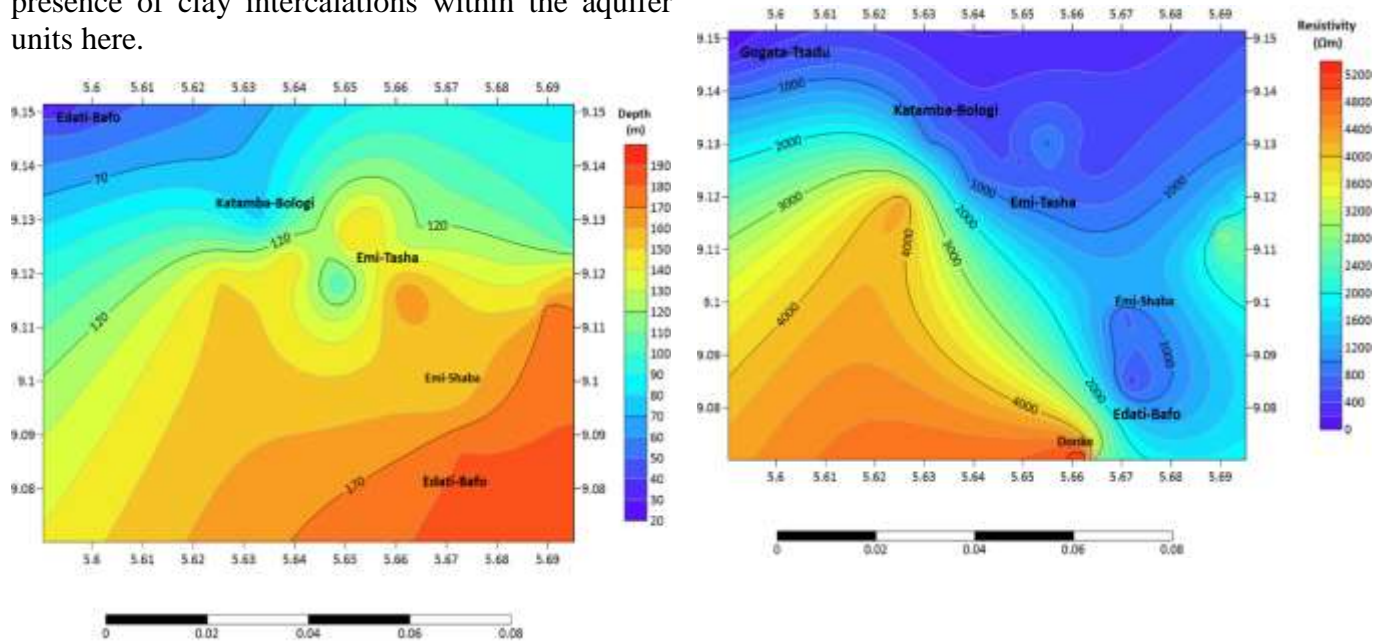 presence of clay intercalations within the aquifer
units here.
5.6 5.61 5.62 5.63 5.64 5.65 5.66 5.67 5.68 5.69
9.15 9.15
9.14 9.14
9.13 9.13
9.12 9.12
9.11 9.11
9.1 9.1
9.09 9.09
9.08 9.08
5.6 5.61 5.62 5.63 5.64 5.65 5.66 5.67 5.68 5.69
Edati-Bafo
70
Katamba-Bologi
120
120
Emi-Tasha
120
Emi-Shaba
170
Edati-Bafo
Depth
(m)
190
180
170
160
150
140
130
120
110
100
90
80
70
60
50
40
30
20
0 0.02 0.04 0.06 0.08
5.6 5.61 5.62 5.63 5.64 5.65 5.66 5.67 5.68 5.69
9.15 9.15
9.14 9.14
9.13 9.13
9.12 9.12
9.11 9.11
9.1 9.1
9.09 9.09
9.08 9.08
5.6 5.61 5.62 5.63 5.64 5.65 5.66 5.67 5.68 5.69
Gogata-Tsadu
1000
Katamba-Bologi
2000
1000
1000
3000
Emi-Tasha
2000
4000
3000
4000
Emi-Shaba
1000
2000
4000
Edati-Bafo
Donko
Resistivity
(Ωm)
5200
4800
4400
4000
3600
3200
2800
2400
2000
1600
1200
800
400
0
0 0.02 0.04 0.06 0.08